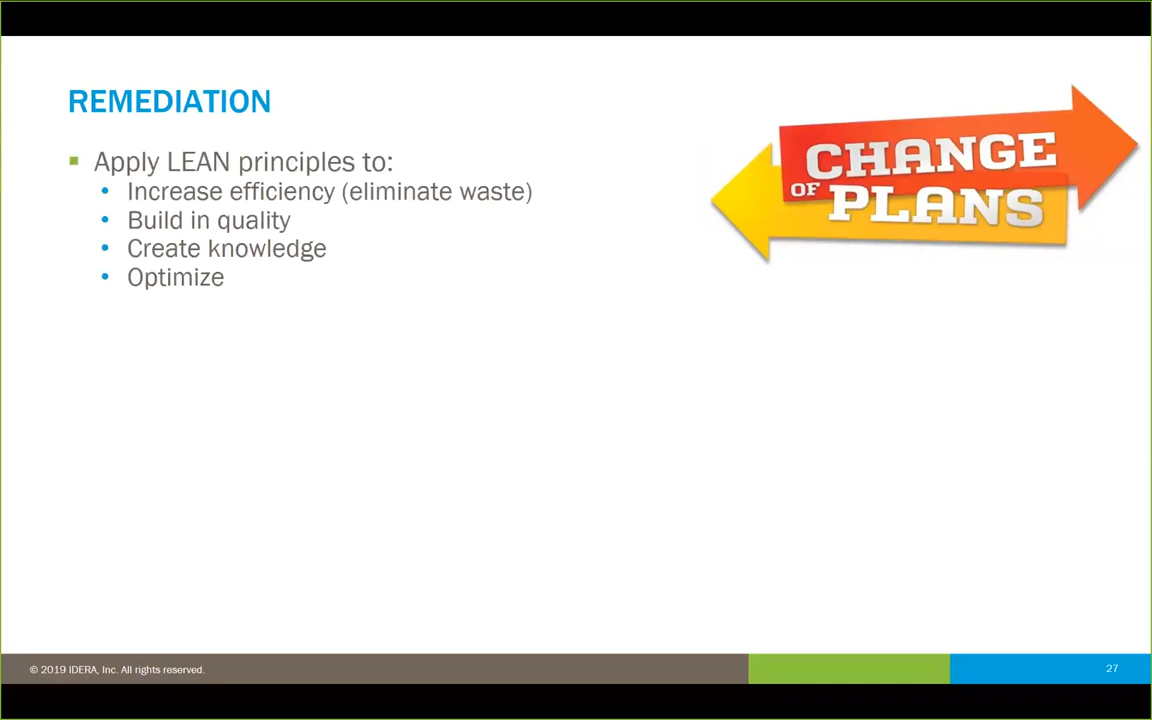 REMEDIATION
▪ Apply LEAN principles to:
• Increase efficiency (eliminate waste)
• Build in quality
• Create knowledge
• Optimize
CHANGE
OF PLANS
© 2019 IDERA, Inc. All rights reserved.
27